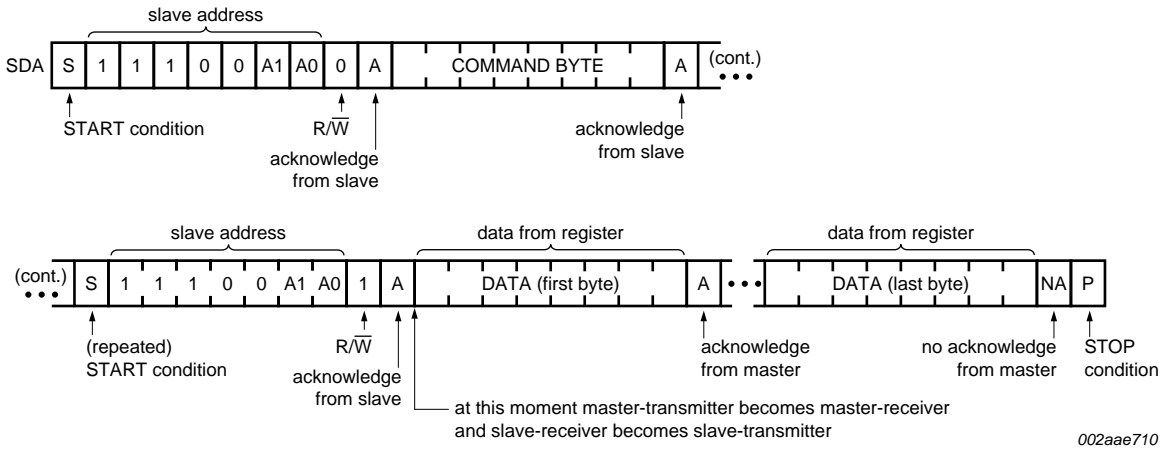 slave address
SDA S 1 1 1 0 0 A1 A0 0 A COMMAND BYTE A (cont.)
START condition R/W̅ acknowledge from slave acknowledge from slave
slave address data from register data from register
(cont.) S 1 1 1 0 0 A1 A0 1 A DATA (first byte) A DATA (last byte) NA P
(repeated) START condition R/W̅ acknowledge from slave acknowledge from master no acknowledge from master STOP condition
at this moment master-transmitter becomes master-receiver
and slave-receiver becomes slave-transmitter
002aae710